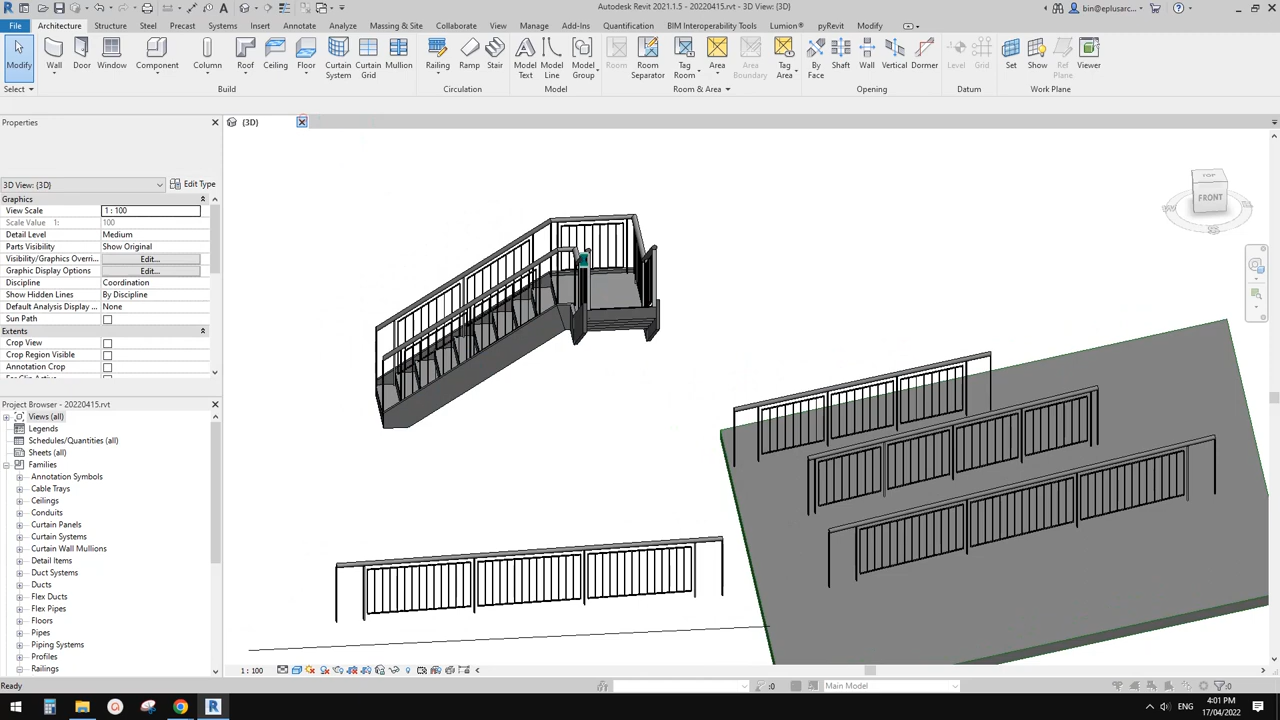 Autodesk Revit 2021.1.5 - 20220415.rvt - 3D View: {3D}
bin@eplusarc...
File Architecture Structure Steel Precast Systems Insert Annotate Analyze Massing & Site Collaborate View Manage Add-Ins Quantification BIM Interoperability Tools Lumion® pyRevit Modify
Modify Wall Door Window Component Column Roof Ceiling Floor Curtain System Curtain Grid Mullion Railing Ramp Stair Model Text Model Line Model Group Room Room Separator Tag Room Area Area Boundary Tag Area By Face Shaft Wall Vertical Dormer Level Grid Set Show Ref Plane Viewer
Select Build Circulation Model Room & Area Opening Datum Work Plane
Properties
{3D}
3D View: {3D} Edit Type
Graphics
View Scale 1 : 100
Scale Value 1: 100
Detail Level Medium
Parts Visibility Show Original
Visibility/Graphics Overri... Edit...
Graphic Display Options Edit...
Discipline Coordination
Show Hidden Lines By Discipline
Default Analysis Display ... None
Sun Path
Extents
Crop View
Crop Region Visible
Annotation Crop
Far Clip Active
TOP
FRONT
Project Browser - 20220415.rvt
Views (all)
Legends
Schedules/Quantities (all)
Sheets (all)
Families
Annotation Symbols
Cable Trays
Ceilings
Conduits
Curtain Panels
Curtain Systems
Curtain Wall Mullions
Detail Items
Duct Systems
Ducts
Flex Ducts
Flex Pipes
Floors
Pipes
Piping Systems
Profiles
Railings
1 : 100
Ready
:0
Main Model
:0
ENG
4:01 PM
17/04/2022